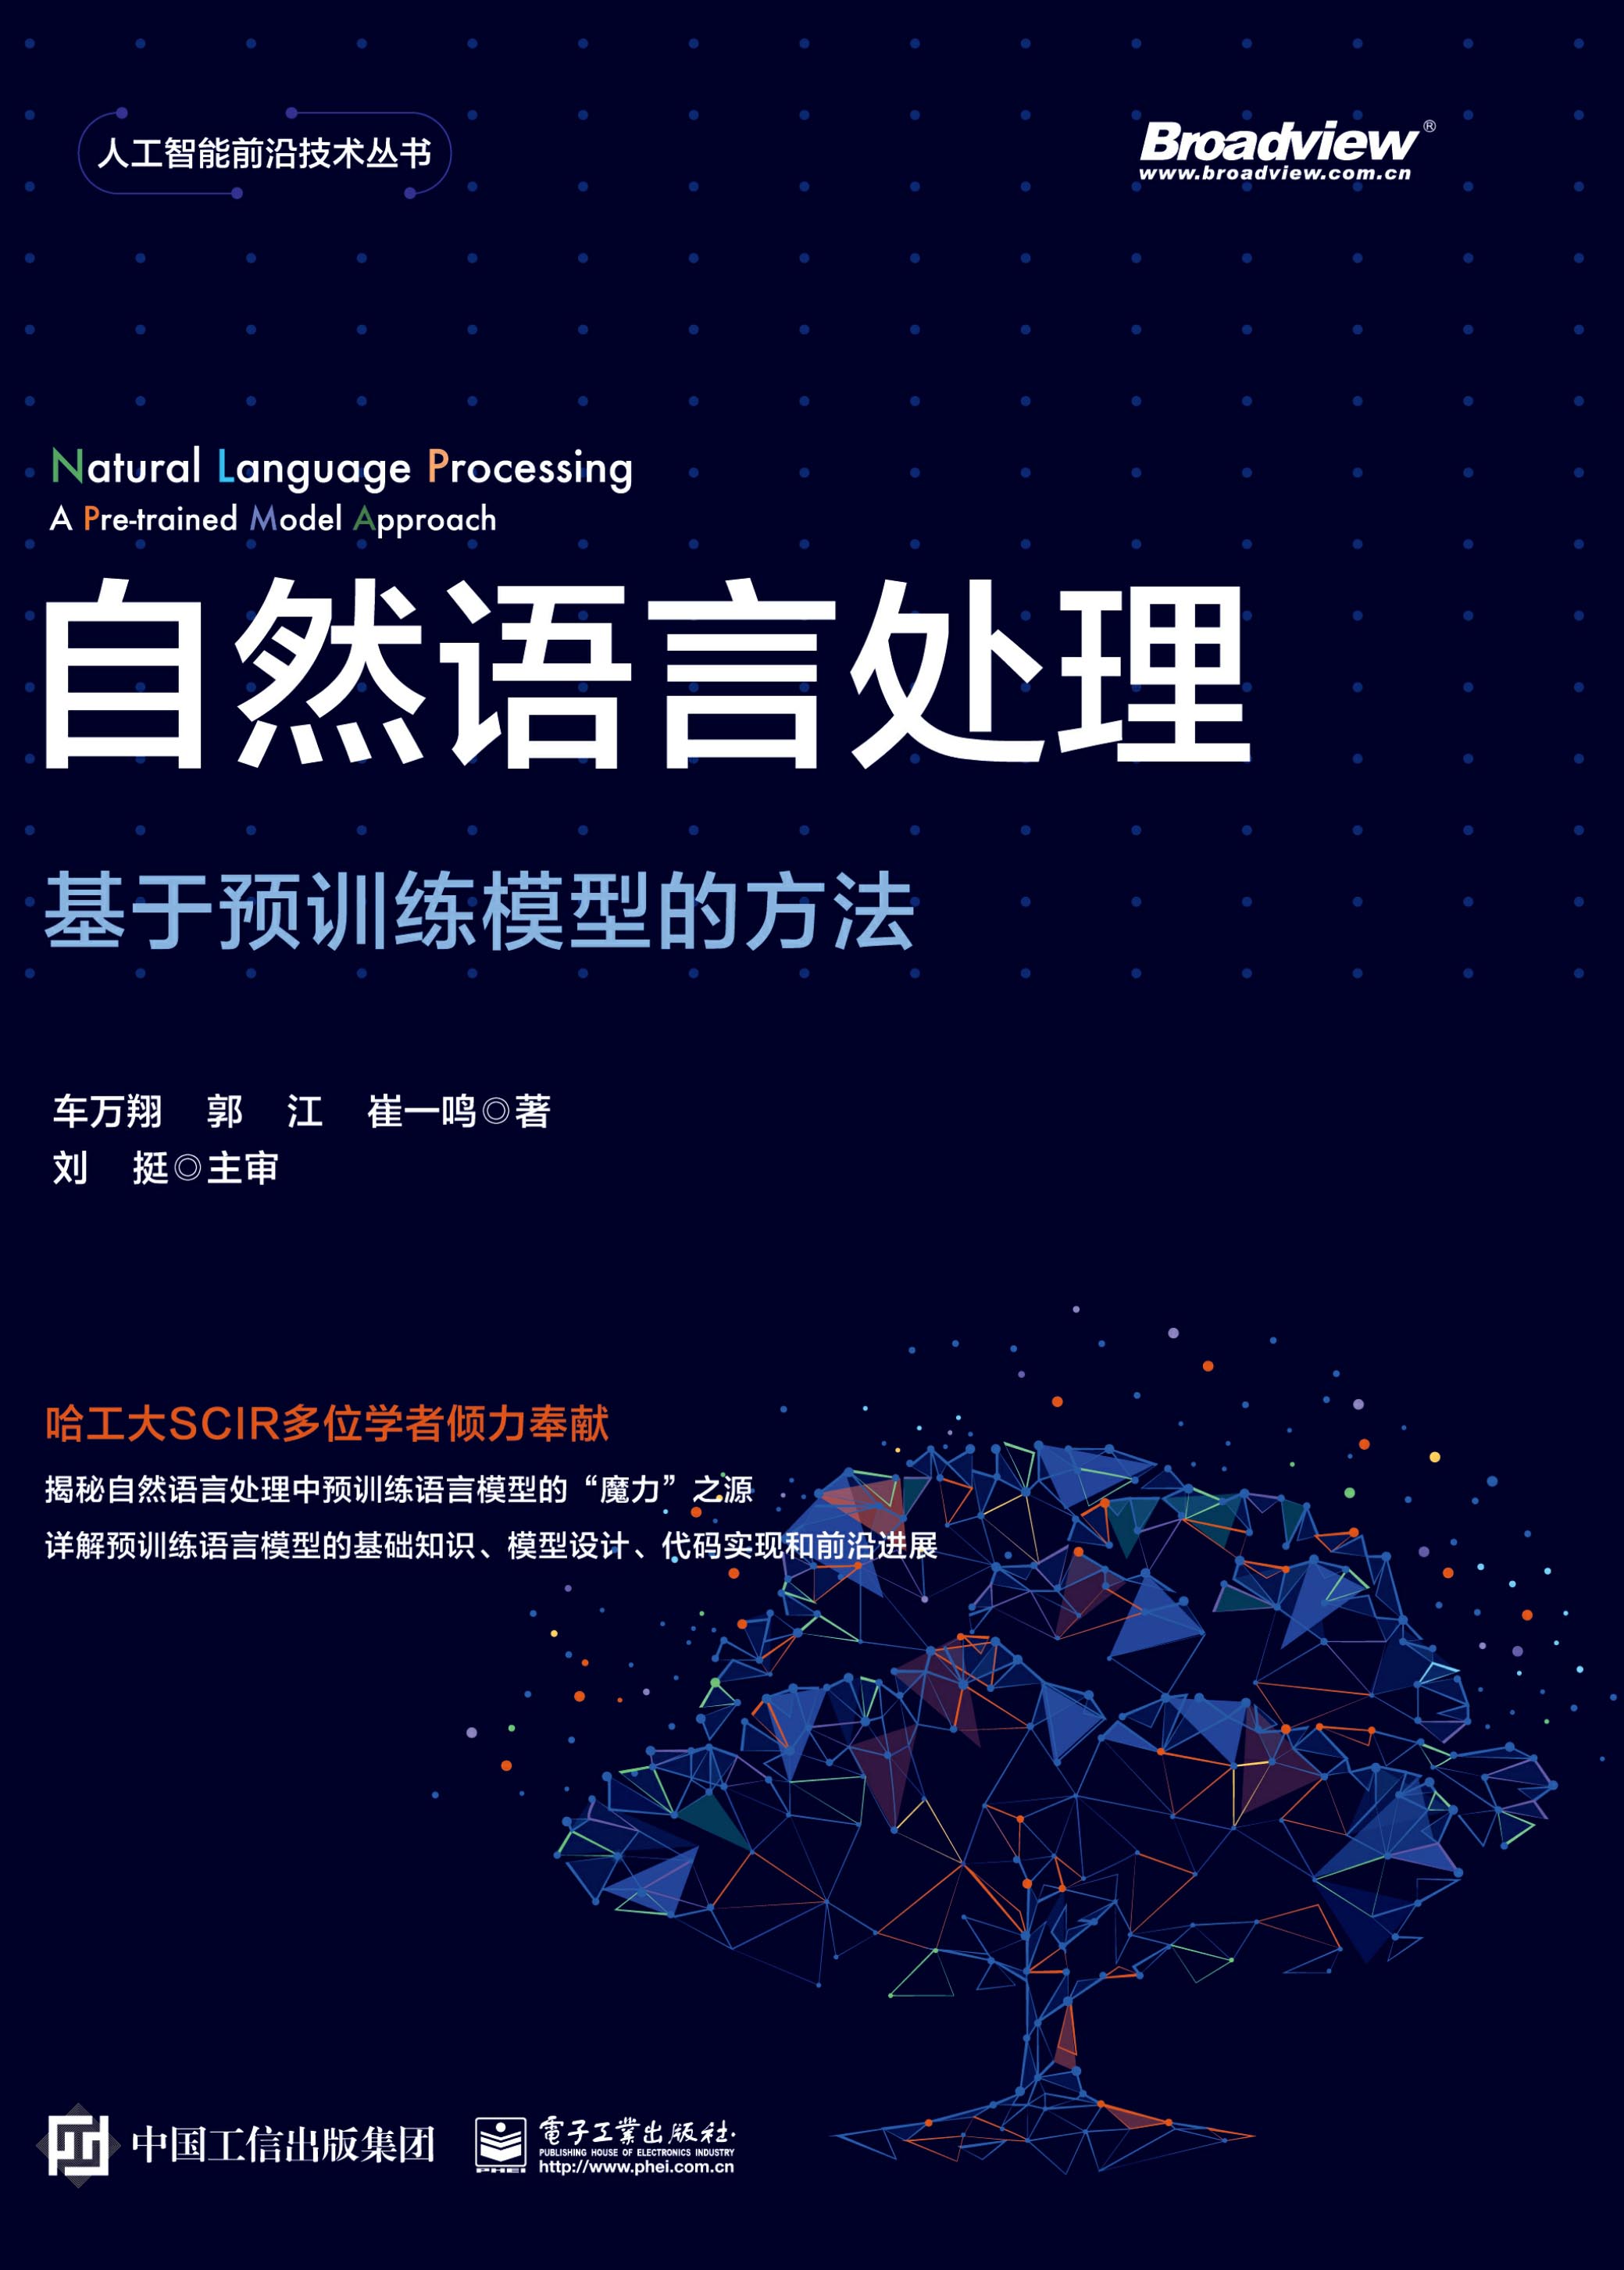 人工智能前沿技术丛书
Broadview®
www.broadview.com.cn
Natural Language Processing
A Pre-trained Model Approach
自然语言处理
基于预训练模型的方法
车万翔 郭 江 崔一鸣◎著
刘 挺◎主审
哈工大SCIR多位学者倾力奉献
揭秘自然语言处理中预训练语言模型的“魔力”之源
详解预训练语言模型的基础知识、模型设计、代码实现和前沿进展
中国工信出版集团
PHEI
電子工業出版社·
PUBLISHING HOUSE OF ELECTRONICS INDUSTRY
http://www.phei.com.cn